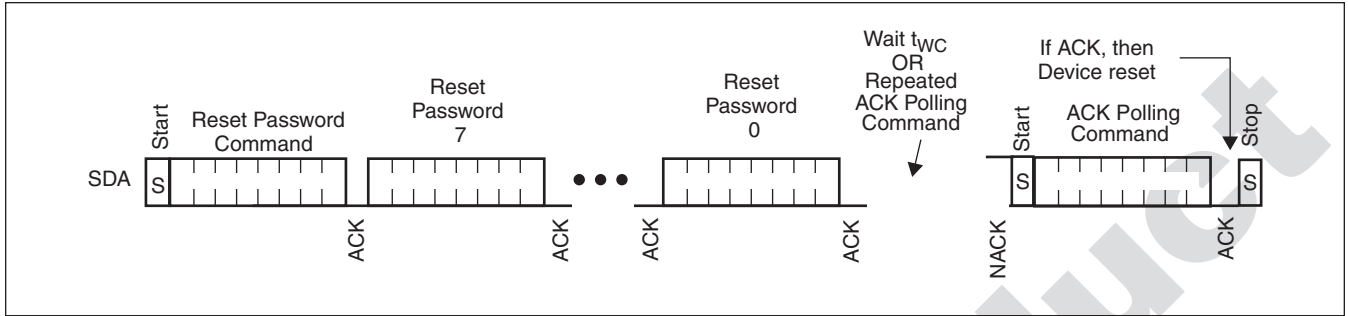 Wait tWC
OR
Repeated
ACK Polling
Command
If ACK, then
Device reset
Reset
Password
7
Reset
Password
0
Start
Reset Password
Command
Start
ACK Polling
Command
Stop
SDA
S
S
S
ACK
ACK
ACK
ACK
NACK
ACK
duct